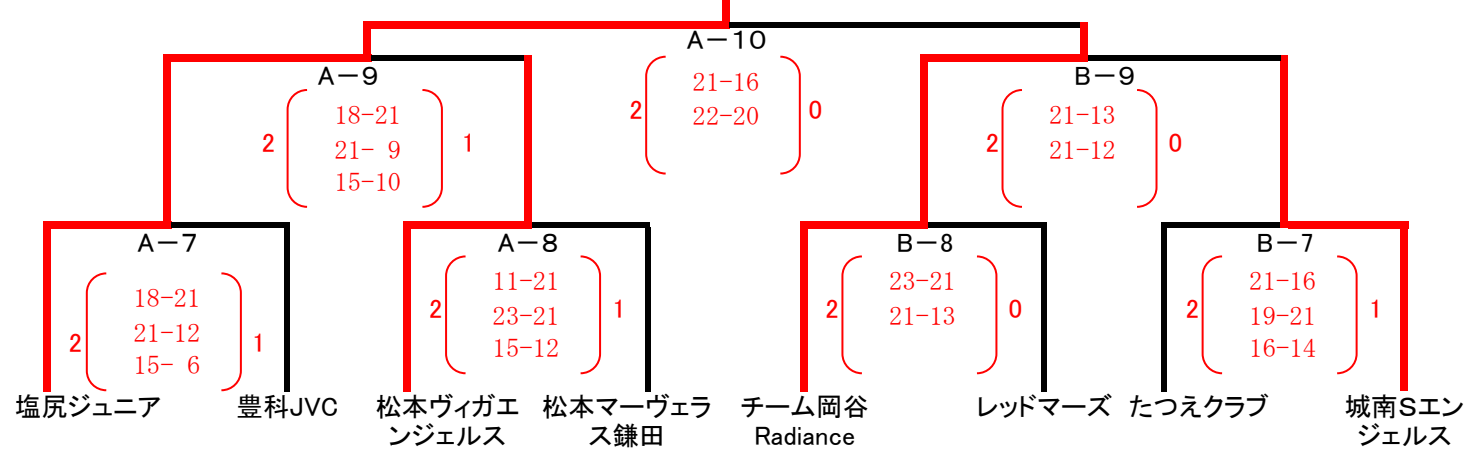 A－10
21-16
2 0
22-20
A－9
18-21
2 21- 9 1
15-10
B－9
21-13
2 21-12 0
A－7
18-21
2 21-12 1
15- 6
A－8
11-21
2 23-21 1
15-12
B－8
23-21
2 21-13 0
B－7
21-16
2 19-21 1
16-14
塩尻ジュニア
豊科JVC
松本ヴィガエ
ンジェルス
松本マーヴェラ
ス鎌田
チーム岡谷
Radiance
レッドマーズ
たつえクラブ
城南Sエン
ジェルス